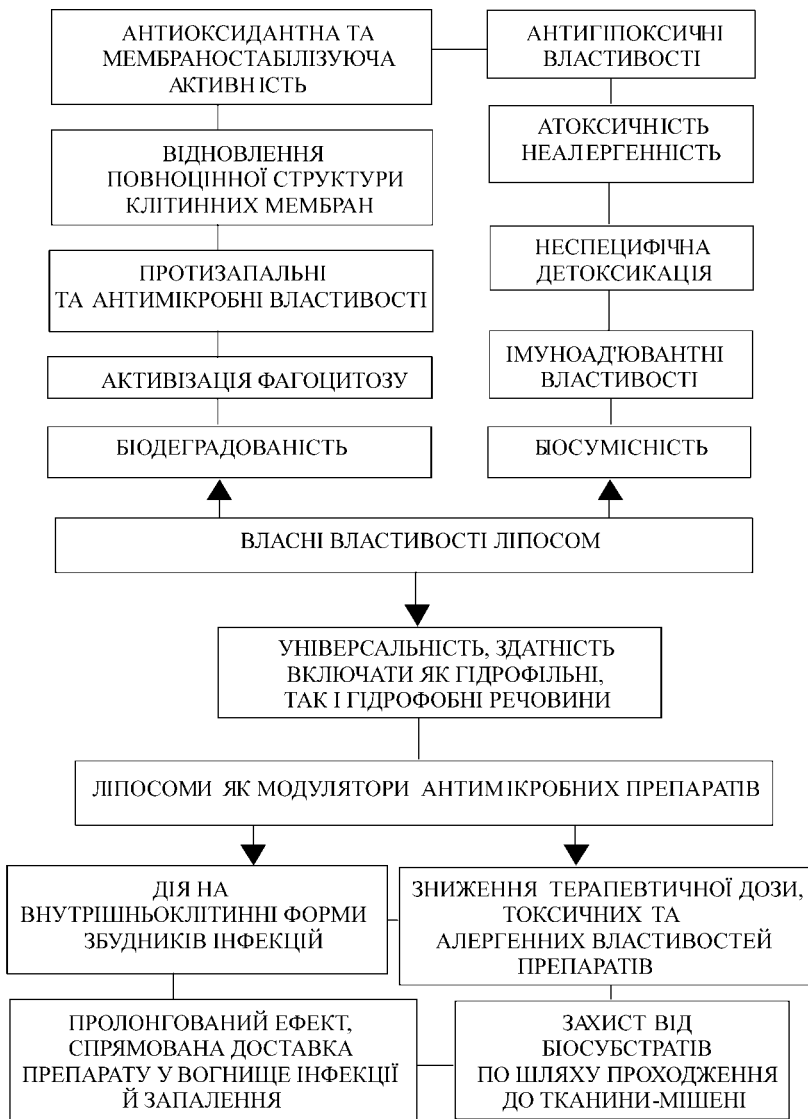 АНТИОКСИДАНТНА ТА
МЕМБРАНОСТАБІЛІЗУЮЧА
АКТИВНІСТЬ
АНТИГІПОКСИЧНІ
ВЛАСТИВОСТІ
ВІДНОВЛЕННЯ
ПОВНОЦІННОЇ СТРУКТУРИ
КЛІТИННИХ МЕМБРАН
АТОКСИЧНІСТЬ
НЕАЛЕРГЕННІСТЬ
ПРОТИЗАПАЛЬНІ
ТА АНТИМІКРОБНІ ВЛАСТИВОСТІ
НЕСПЕЦИФІЧНА
ДЕТОКСИКАЦІЯ
АКТИВІЗАЦІЯ ФАГОЦИТОЗУ
ІМУНОАД'ЮВАНТНІ
ВЛАСТИВОСТІ
БІОДЕГРАДОВАНІСТЬ
БІОСУМІСНІСТЬ
ВЛАСНІ ВЛАСТИВОСТІ ЛІПОСОМ
УНІВЕРСАЛЬНІСТЬ, ЗДАТНІСТЬ
ВКЛЮЧАТИ ЯК ГІДРОФІЛЬНІ,
ТАК І ГІДРОФОБНІ РЕЧОВИНИ
ЛІПОСОМИ ЯК МОДУЛЯТОРИ АНТИМІКРОБНИХ ПРЕПАРАТІВ
ДІЯ НА
ВНУТРІШНЬОКЛІТИННІ ФОРМИ
ЗБУДНИКІВ ІНФЕКЦІЙ
ЗНИЖЕННЯ ТЕРАПЕВТИЧНОЇ ДОЗИ,
ТОКСИЧНИХ ТА
АЛЕРГЕННИХ ВЛАСТИВОСТЕЙ
ПРЕПАРАТІВ
ПРОЛОНГОВАНИЙ ЕФЕКТ,
СПРЯМОВАНА ДОСТАВКА
ПРЕПАРАТУ У ВОГНИЩЕ ІНФЕКЦІЇ
Й ЗАПАЛЕННЯ
ЗАХИСТ ВІД
БІОСУБСТРАТІВ
ПО ШЛЯХУ ПРОХОДЖЕННЯ
ДО ТКАНИНИ-МІШЕНІ